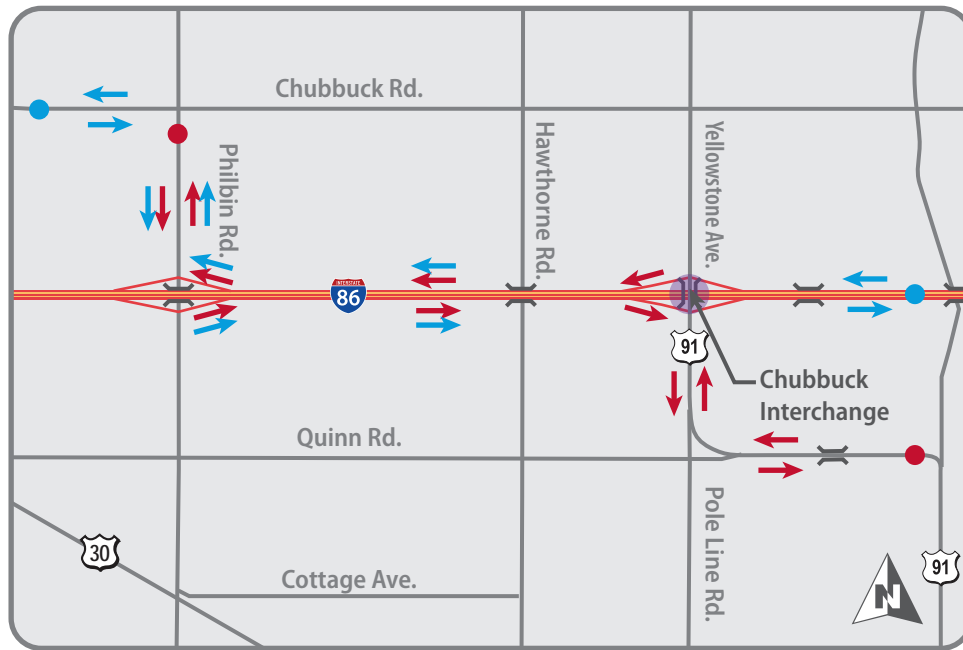 Chubbuck Rd.
Philbin Rd.
Hawthorne Rd.
Yellowstone Ave.
INTERSTATE
86
91
Chubbuck
Interchange
Quinn Rd.
Pole Line Rd.
30
Cottage Ave.
91
N